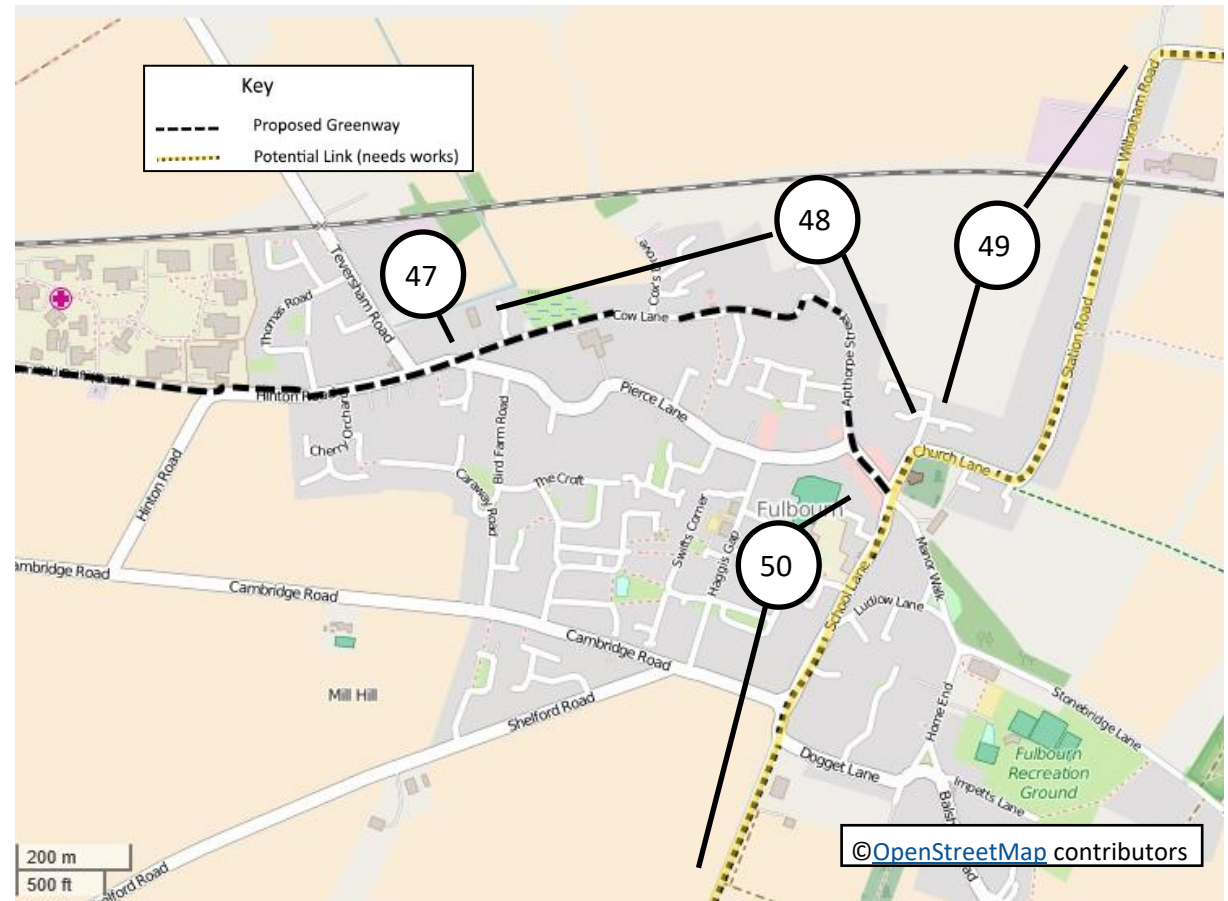 Key
Proposed Greenway
Potential Link (needs works)
Wilbraham Road
48
49
47
Cox's Drove
Teversham Road
Thomas Road
Cow Lane
Station Road
Apthorpe Street
Hinton Road
Pierce Lane
Cherry Orchard
Bird Farm Road
Church Lane
Hinton Road
Caraway Road
The Croft
Fulbourn
Swifts Corner
Haggis Gap
50
Manor Walk
ambridge Road
Cambridge Road
School Lane
Ludlow Lane
Cambridge Road
Mill Hill
Shelford Road
Home End
Stonebridge Lane
Dogget Lane
Fulbourn
Recreation
Ground
Impetts Lane
Balsh
ad
©OpenStreetMap contributors
200 m
500 ft
elford Road